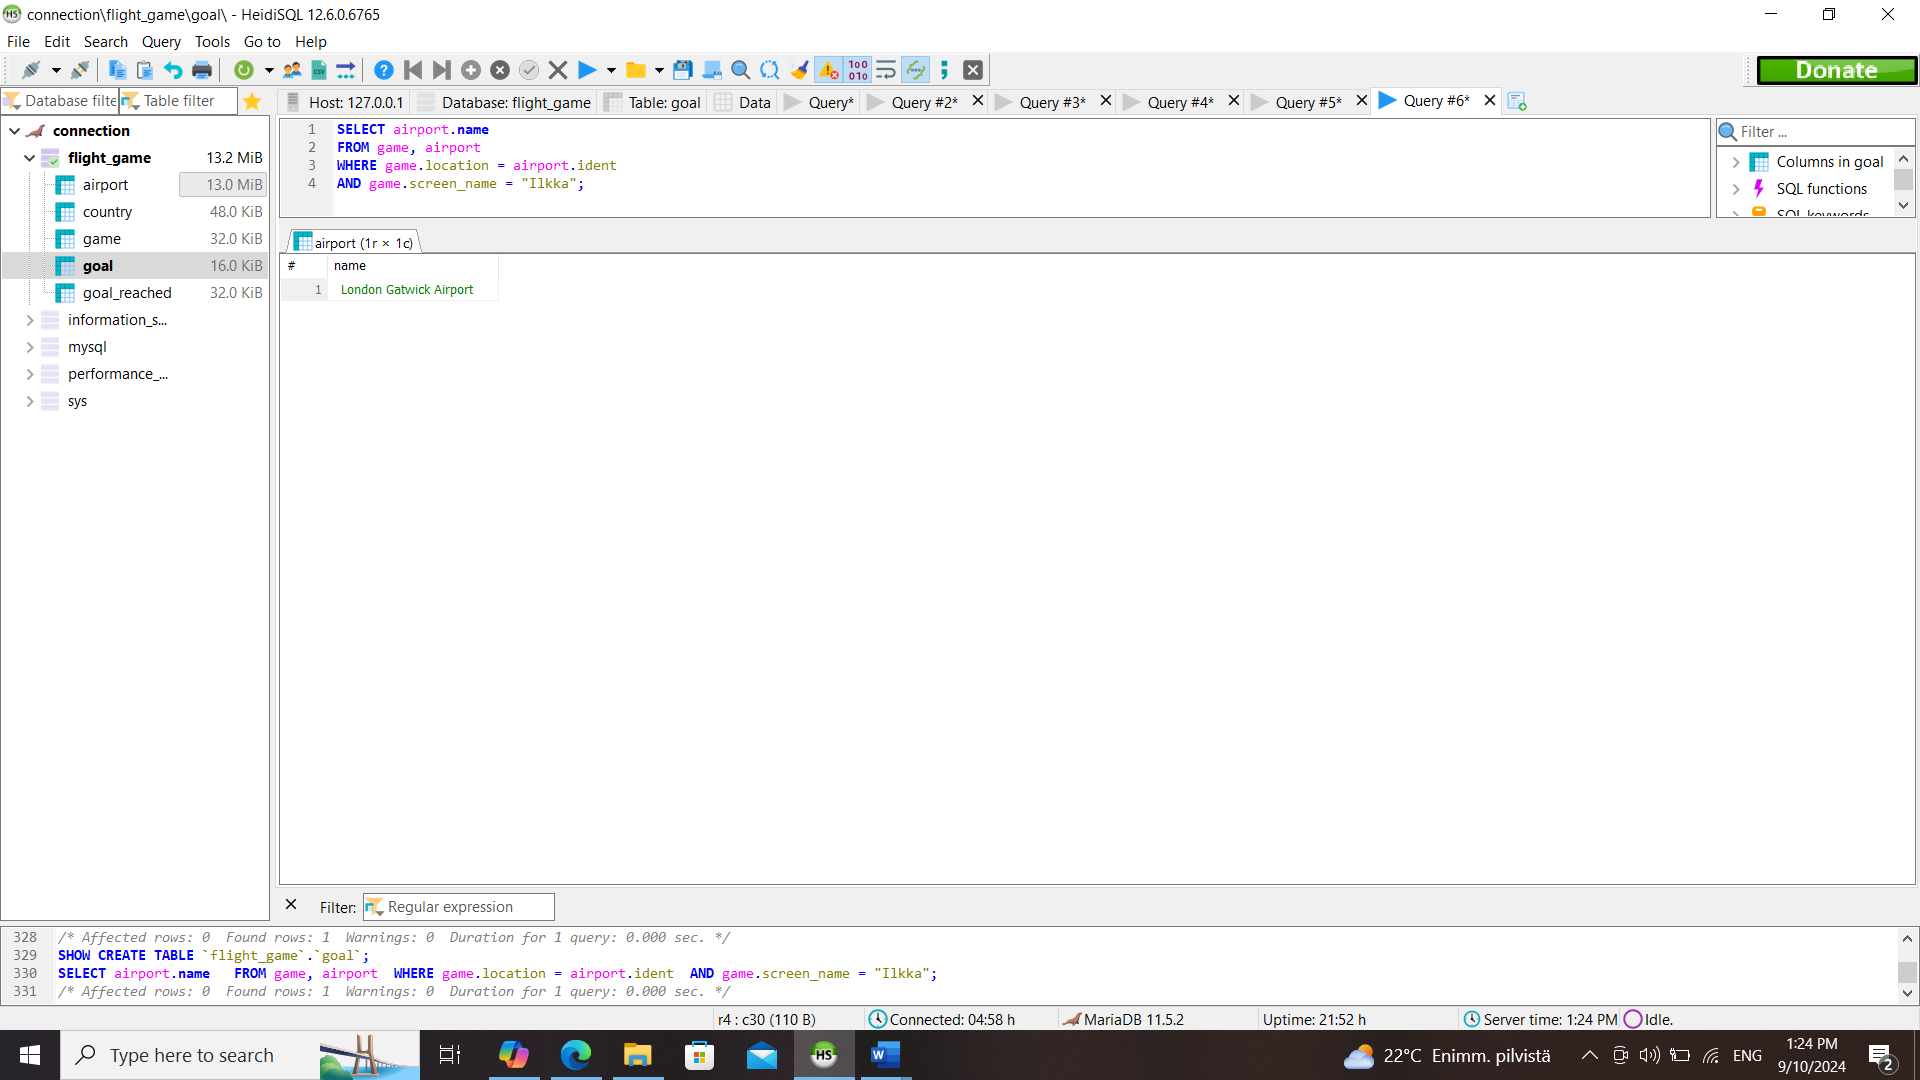 connection\flight_game\goal\ - HeidiSQL 12.6.0.6765
File Edit Search Query Tools Go to Help
Donate
Database filte Table filter
Host: 127.0.0.1 Database: flight_game Table: goal Data Query* Query #2* Query #3* Query #4* Query #5* Query #6*
connection
flight_game 13.2 MiB
airport 13.0 MiB
country 48.0 KiB
game 32.0 KiB
goal 16.0 KiB
goal_reached 32.0 KiB
information_s...
mysql
performance_...
sys
1 SELECT airport.name
2 FROM game, airport
3 WHERE game.location = airport.ident
4 AND game.screen_name = "Ilkka";
Filter ...
Columns in goal
SQL functions
SQL keywords
airport (1r × 1c)
# name
1 London Gatwick Airport
Filter: Regular expression
328 /* Affected rows: 0 Found rows: 1 Warnings: 0 Duration for 1 query: 0.000 sec. */
329 SHOW CREATE TABLE `flight_game`.`goal`;
330 SELECT airport.name FROM game, airport WHERE game.location = airport.ident AND game.screen_name = "Ilkka";
331 /* Affected rows: 0 Found rows: 1 Warnings: 0 Duration for 1 query: 0.000 sec. */
r4 : c30 (110 B) Connected: 04:58 h MariaDB 11.5.2 Uptime: 21:52 h Server time: 1:24 PM Idle.
Type here to search
HS
22°C Enimm. pilvistä ENG
1:24 PM
9/10/2024
2